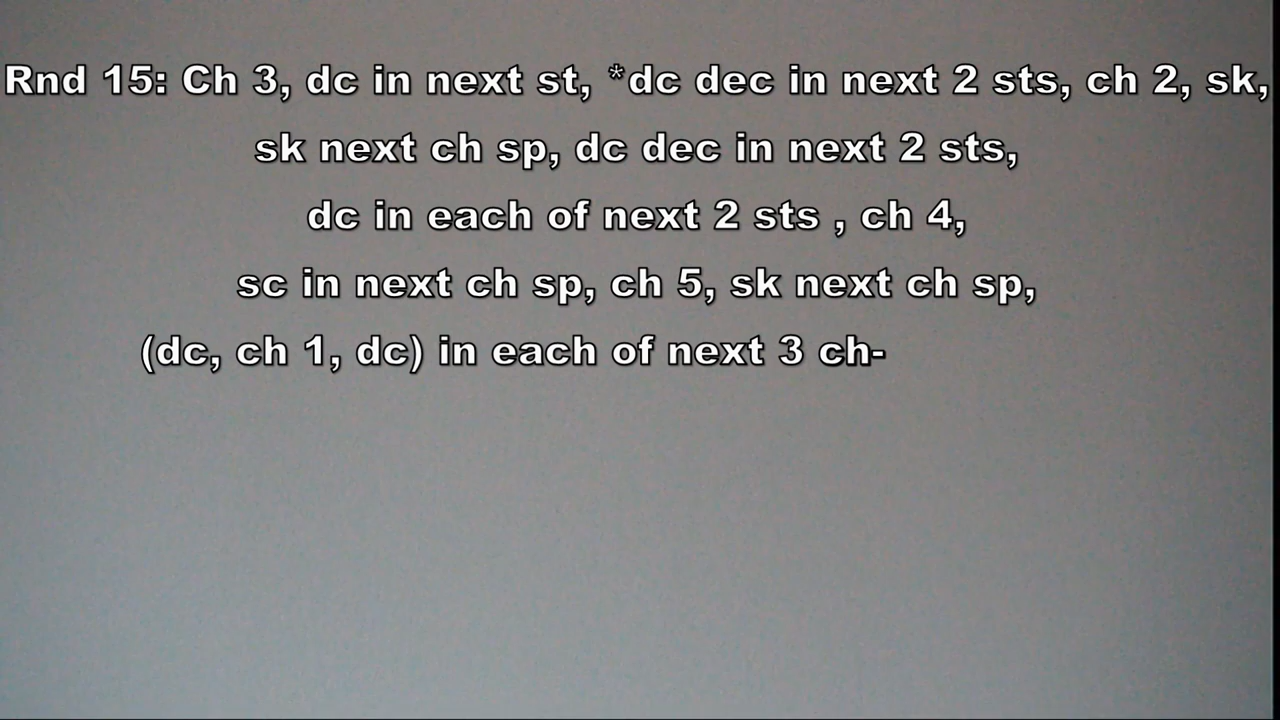 Rnd 15: Ch 3, dc in next st, *dc dec in next 2 sts, ch 2, sk,
sk next ch sp, dc dec in next 2 sts,
dc in each of next 2 sts , ch 4,
sc in next ch sp, ch 5, sk next ch sp,
(dc, ch 1, dc) in each of next 3 ch-